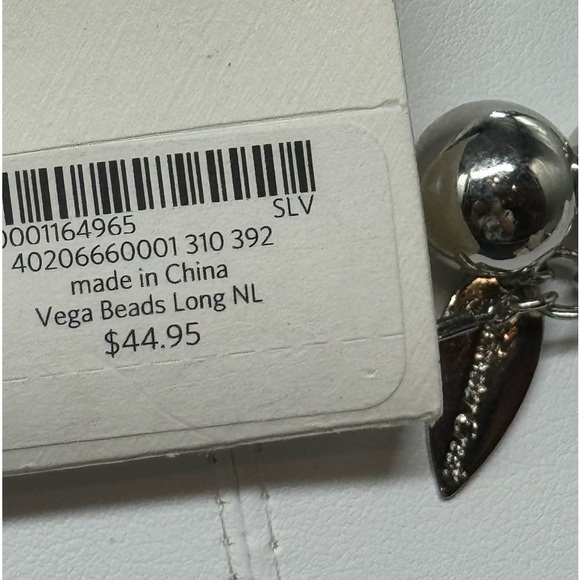 0001164965
SLV
40206660001 310 392
made in China
Vega Beads Long NL
$44.95